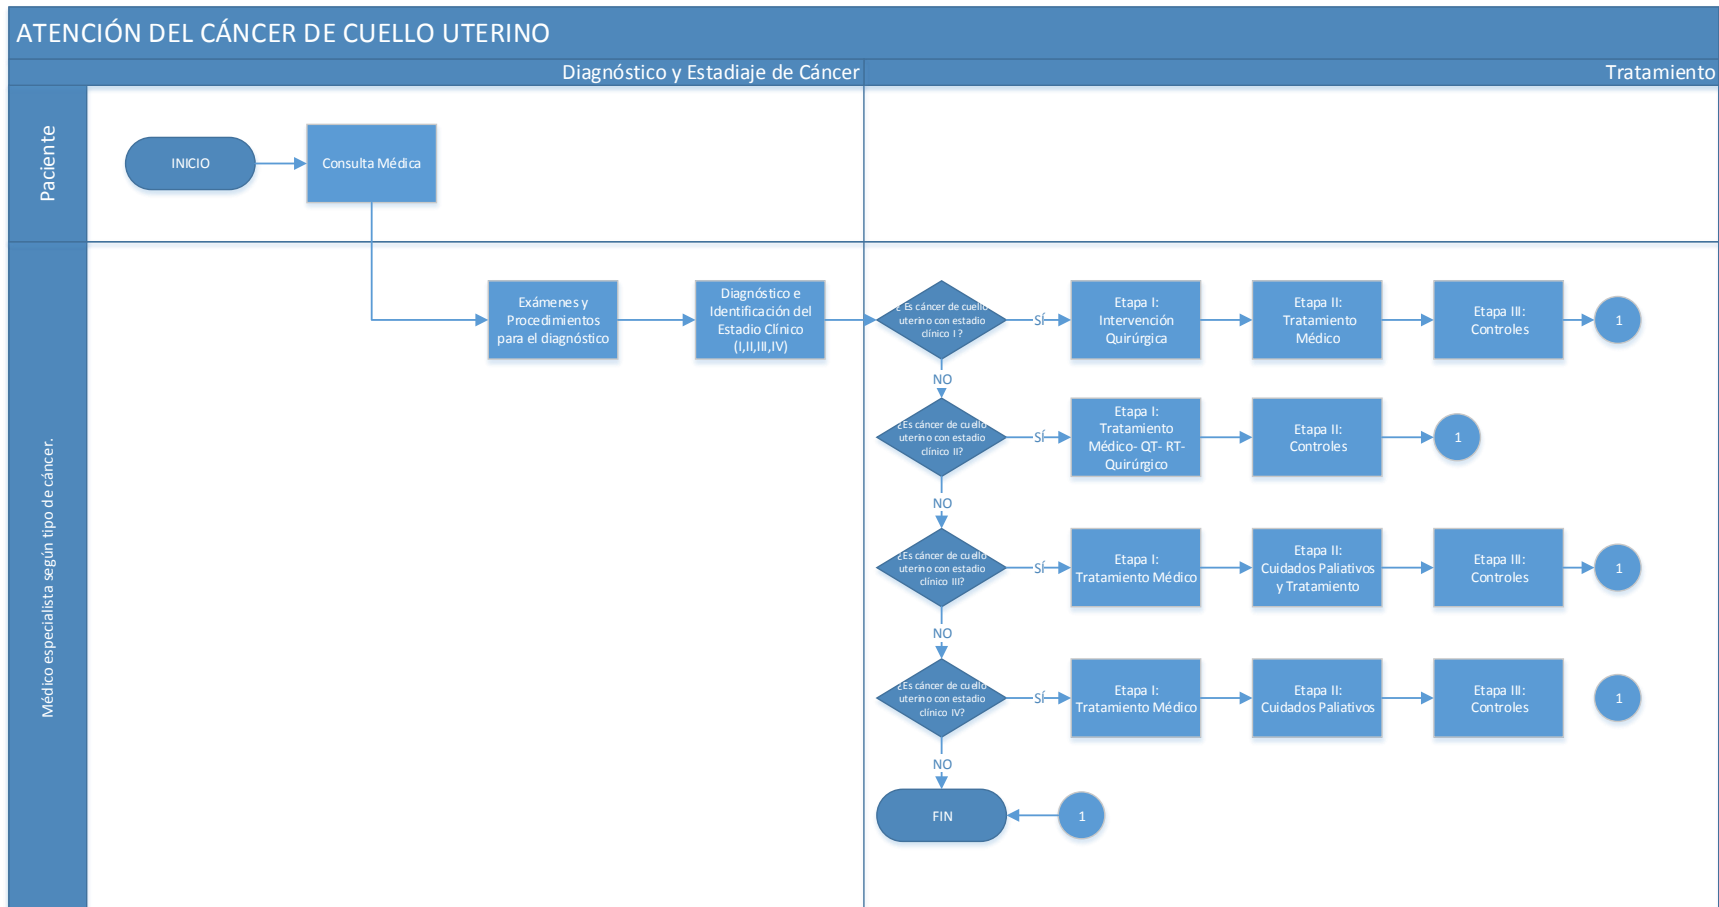 ATENCIÓN DEL CÁNCER DE CUELLO UTERINO
Diagnóstico y Estadiaje de Cáncer
Tratamiento
Paciente
INICIO
Consulta Médica
Médico especialista según tipo de cáncer.
Exámenes y
Procedimientos
para el diagnóstico
Diagnóstico e
Identificación del
Estadio Clínico
(I,II,III,IV)
¿ Es cáncer de cuello
uterino con estadio
clínico I ?
SÍ
Etapa I:
Intervención
Quirúrgica
Etapa II:
Tratamiento
Médico
Etapa III:
Controles
1
NO
¿Es cáncer de cuello
uterino con estadio
clínico II?
SÍ
Etapa I:
Tratamiento
Médico- QT- RT-
Quirúrgico
Etapa II:
Controles
1
NO
¿Es cáncer de cuello
uterino con estadio
clínico III?
SÍ
Etapa I:
Tratamiento Médico
Etapa II:
Cuidados Paliativos
y Tratamiento
Etapa III:
Controles
1
NO
¿Es cáncer de cuello
uterino con estadio
clínico IV?
SÍ
Etapa I:
Tratamiento Médico
Etapa II:
Cuidados Paliativos
Etapa III:
Controles
1
NO
FIN
1